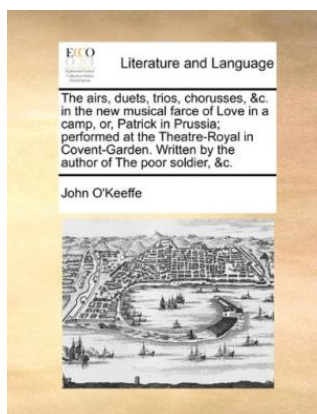 ECCO
Literature and Language
The airs, duets, trios, chorusses, &c.
in the new musical farce of Love in a
camp, or, Patrick in Prussia;
performed at the Theatre-Royal in
Covent-Garden. Written by the
author of The poor soldier, &c.
John O'Keeffe